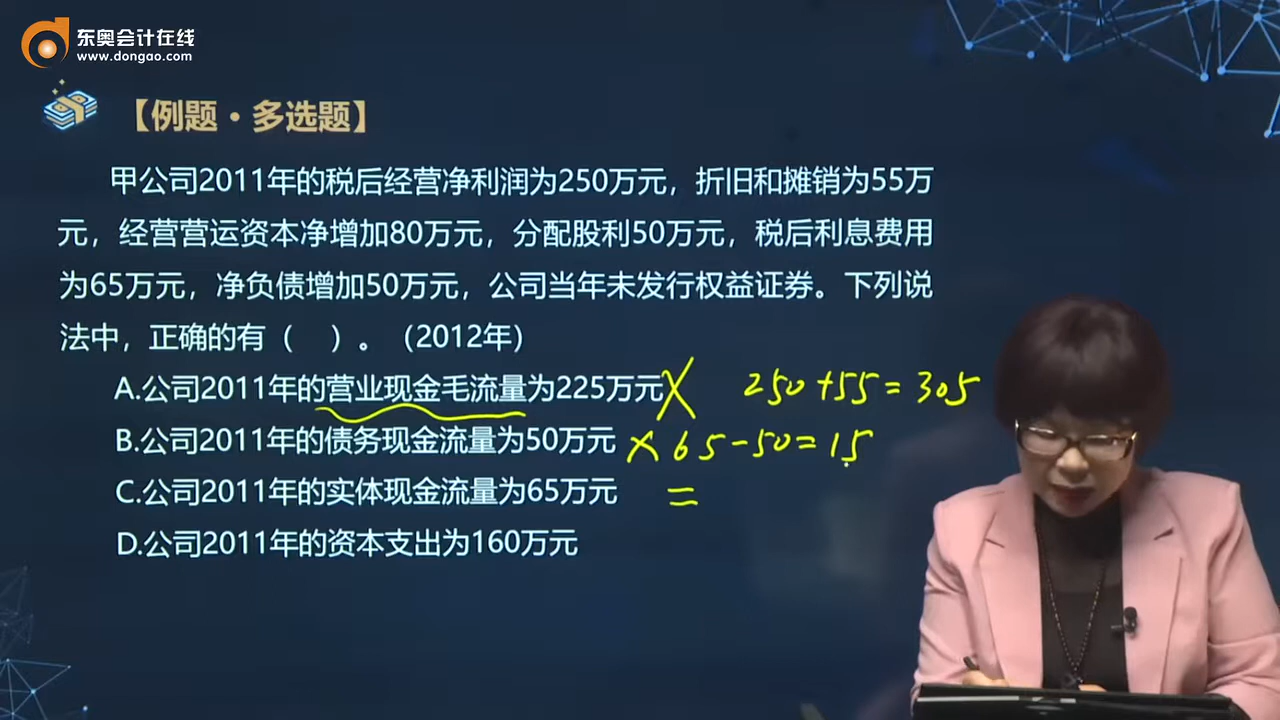 东奥会计在线
www.dongao.com
【例题·多选题】
甲公司2011年的税后经营净利润为250万元，折旧和摊销为55万
元，经营营运资本净增加80万元，分配股利50万元，税后利息费用
为65万元，净负债增加50万元，公司当年未发行权益证券。下列说
法中，正确的有（ ）。（2012年）
A.公司2011年的营业现金毛流量为225万元 X 250+55=305
B.公司2011年的债务现金流量为50万元 X 65-50=15
C.公司2011年的实体现金流量为65万元 =
D.公司2011年的资本支出为160万元